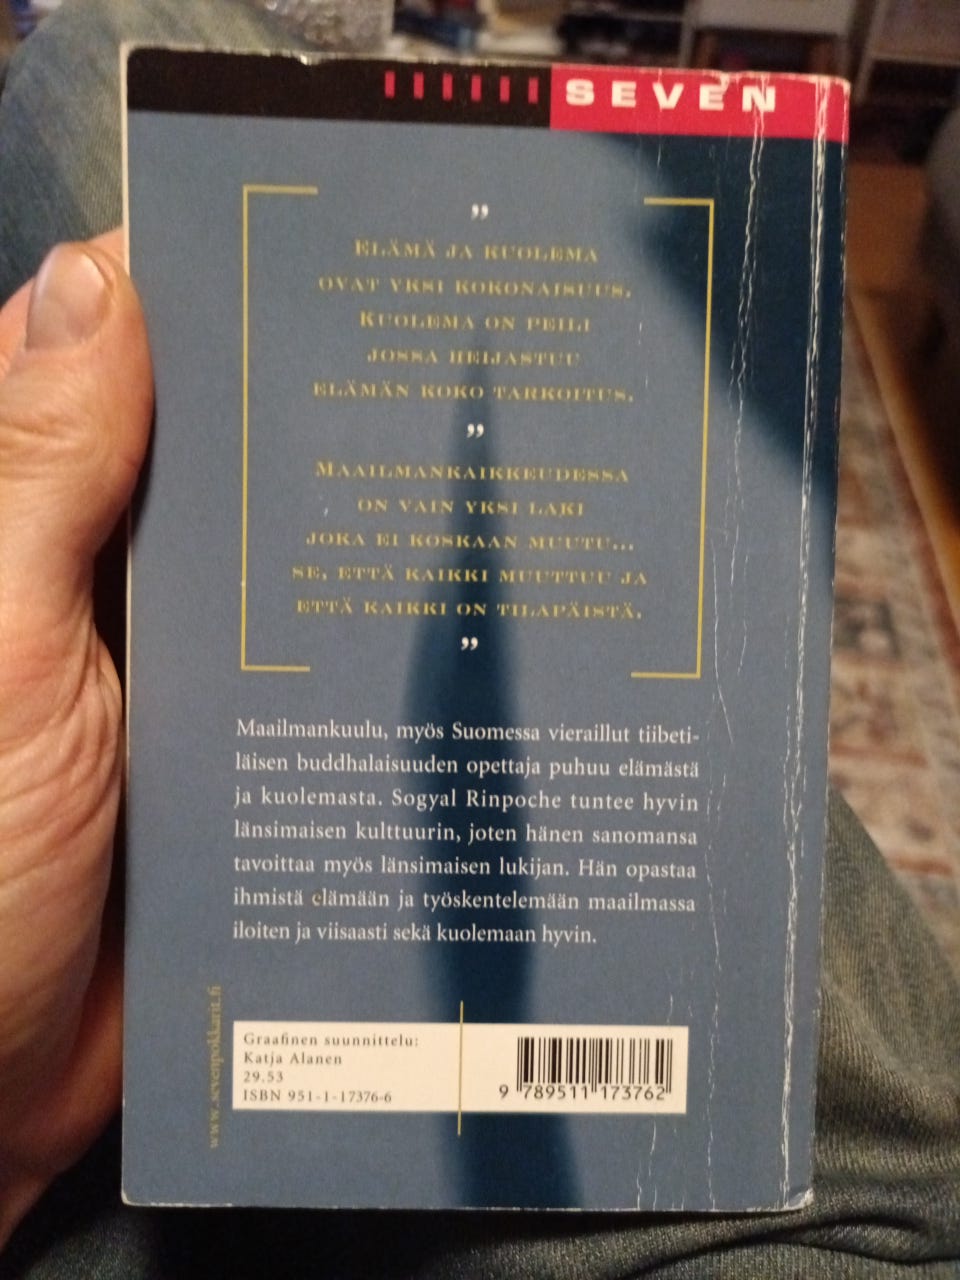 SEVEN
”
ELÄMÄ JA KUOLEMA
OVAT YKSI KOKONAISUUS.
KUOLEMA ON PEILI
JOSSA HEIJASTUU
ELÄMÄN KOKO TARKOITUS.
”
MAAILMANKAIKKEUDESSA
ON VAIN YKSI LAKI
JOKA EI KOSKAAN MUUTU...
SE, ETTÄ KAIKKI MUUTTUU JA
ETTÄ KAIKKI ON TILAPÄISTÄ.
”
Maailmankuulu, myös Suomessa vieraillut tiibeti-
läisen buddhalaisuuden opettaja puhuu elämästä
ja kuolemasta. Sogyal Rinpoche tuntee hyvin
länsimaisen kulttuurin, joten hänen sanomansa
tavoittaa myös länsimaisen lukijan. Hän opastaa
ihmistä elämään ja työskentelemään maailmassa
iloiten ja viisaasti sekä kuolemaan hyvin.
www.sevenpokkarit.fi
Graafinen suunnittelu:
Katja Alanen
29.53
ISBN 951-1-17376-6
9 789511 173762